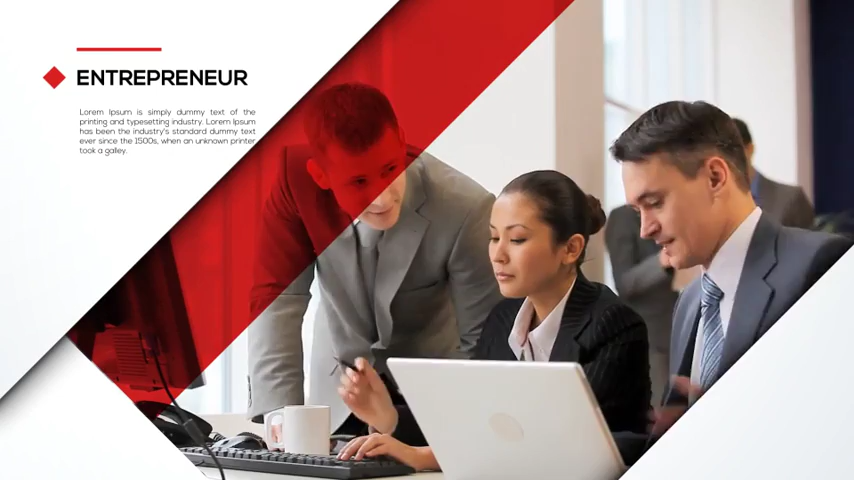 ENTREPRENEUR
Lorem Ipsum is simply dummy text of the
printing and typesetting industry. Lorem Ipsum
has been the industry's standard dummy text
ever since the 1500s, when an unknown printer
took a galley.